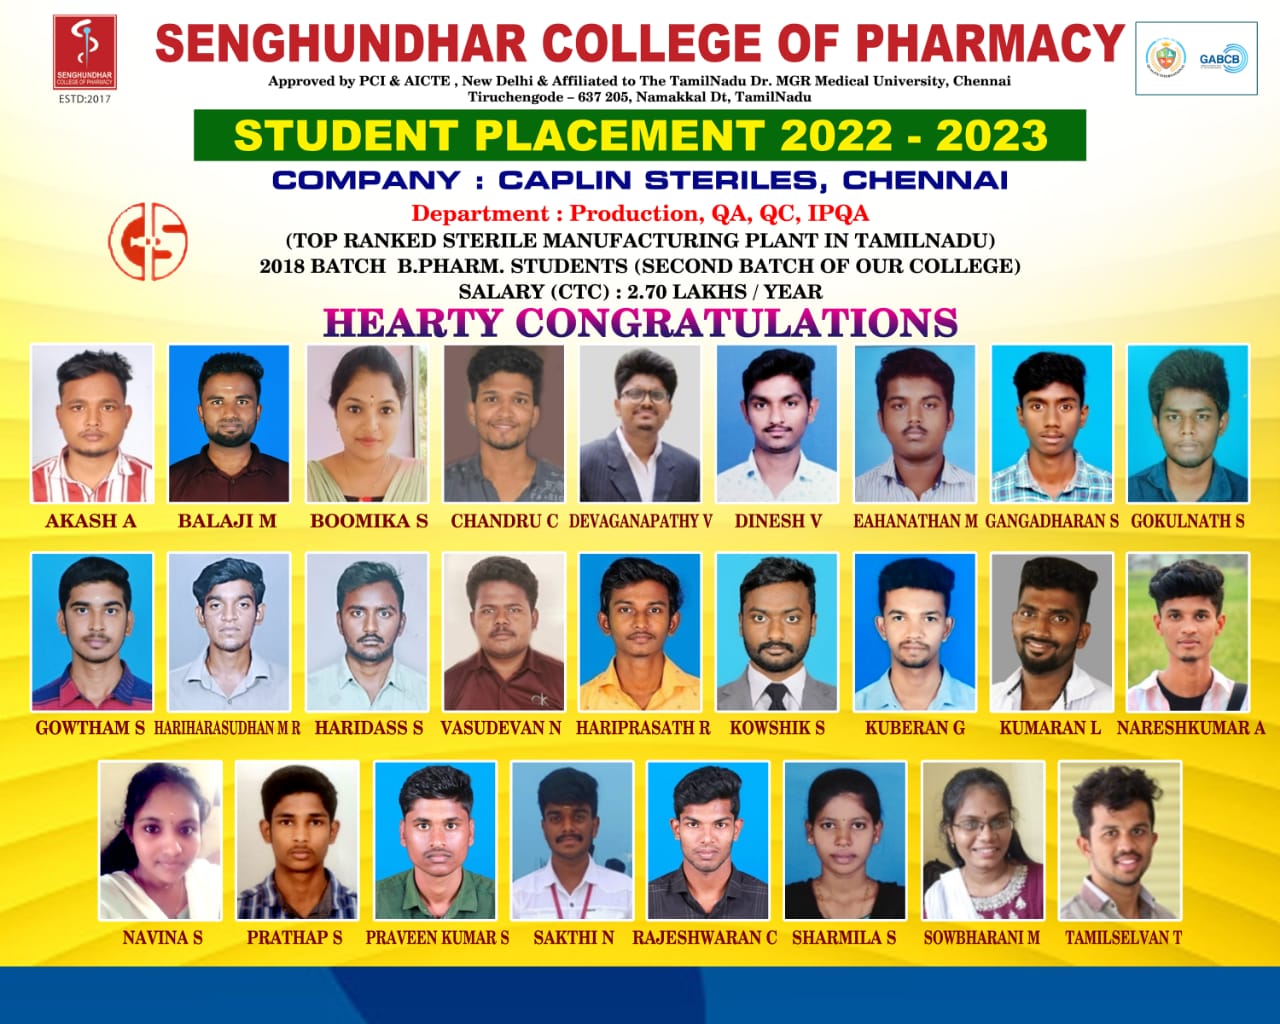 SENGHUNDHAR
COLLEGE OF PHARMACY
ESTD:2017
SENGHUNDHAR COLLEGE OF PHARMACY
Approved by PCI & AICTE , New Delhi & Affiliated to The TamilNadu Dr. MGR Medical University, Chennai
Tiruchengode – 637 205, Namakkal Dt, TamilNadu
GABCB
STUDENT PLACEMENT 2022 - 2023
COMPANY : CAPLIN STERILES, CHENNAI
Department : Production, QA, QC, IPQA
(TOP RANKED STERILE MANUFACTURING PLANT IN TAMILNADU)
2018 BATCH B.PHARM. STUDENTS (SECOND BATCH OF OUR COLLEGE)
SALARY (CTC) : 2.70 LAKHS / YEAR
HEARTY CONGRATULATIONS
AKASH A BALAJI M BOOMIKA S CHANDRU C DEVAGANAPATHY V DINESH V EAHANATHAN M GANGADHARAN S GOKULNATH S
GOWTHAM S HARIHARASUDHAN M R HARIDASS S VASUDEVAN N HARIPRASATH R KOWSHIK S KUBERAN G KUMARAN L NARESHKUMAR A
NAVINA S PRATHAP S PRAVEEN KUMAR S SAKTHI N RAJESHWARAN C SHARMILA S SOWBHARANI M TAMILSELVAN T